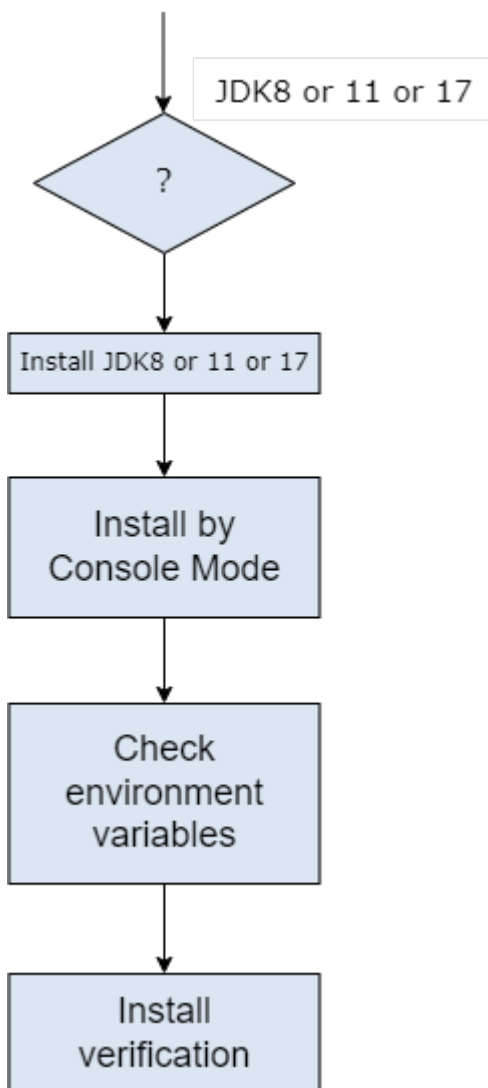 JDK8 or 11 or 17
?
Install JDK8 or 11 or 17
Install by
Console Mode
Check
environment
variables
Install
verification